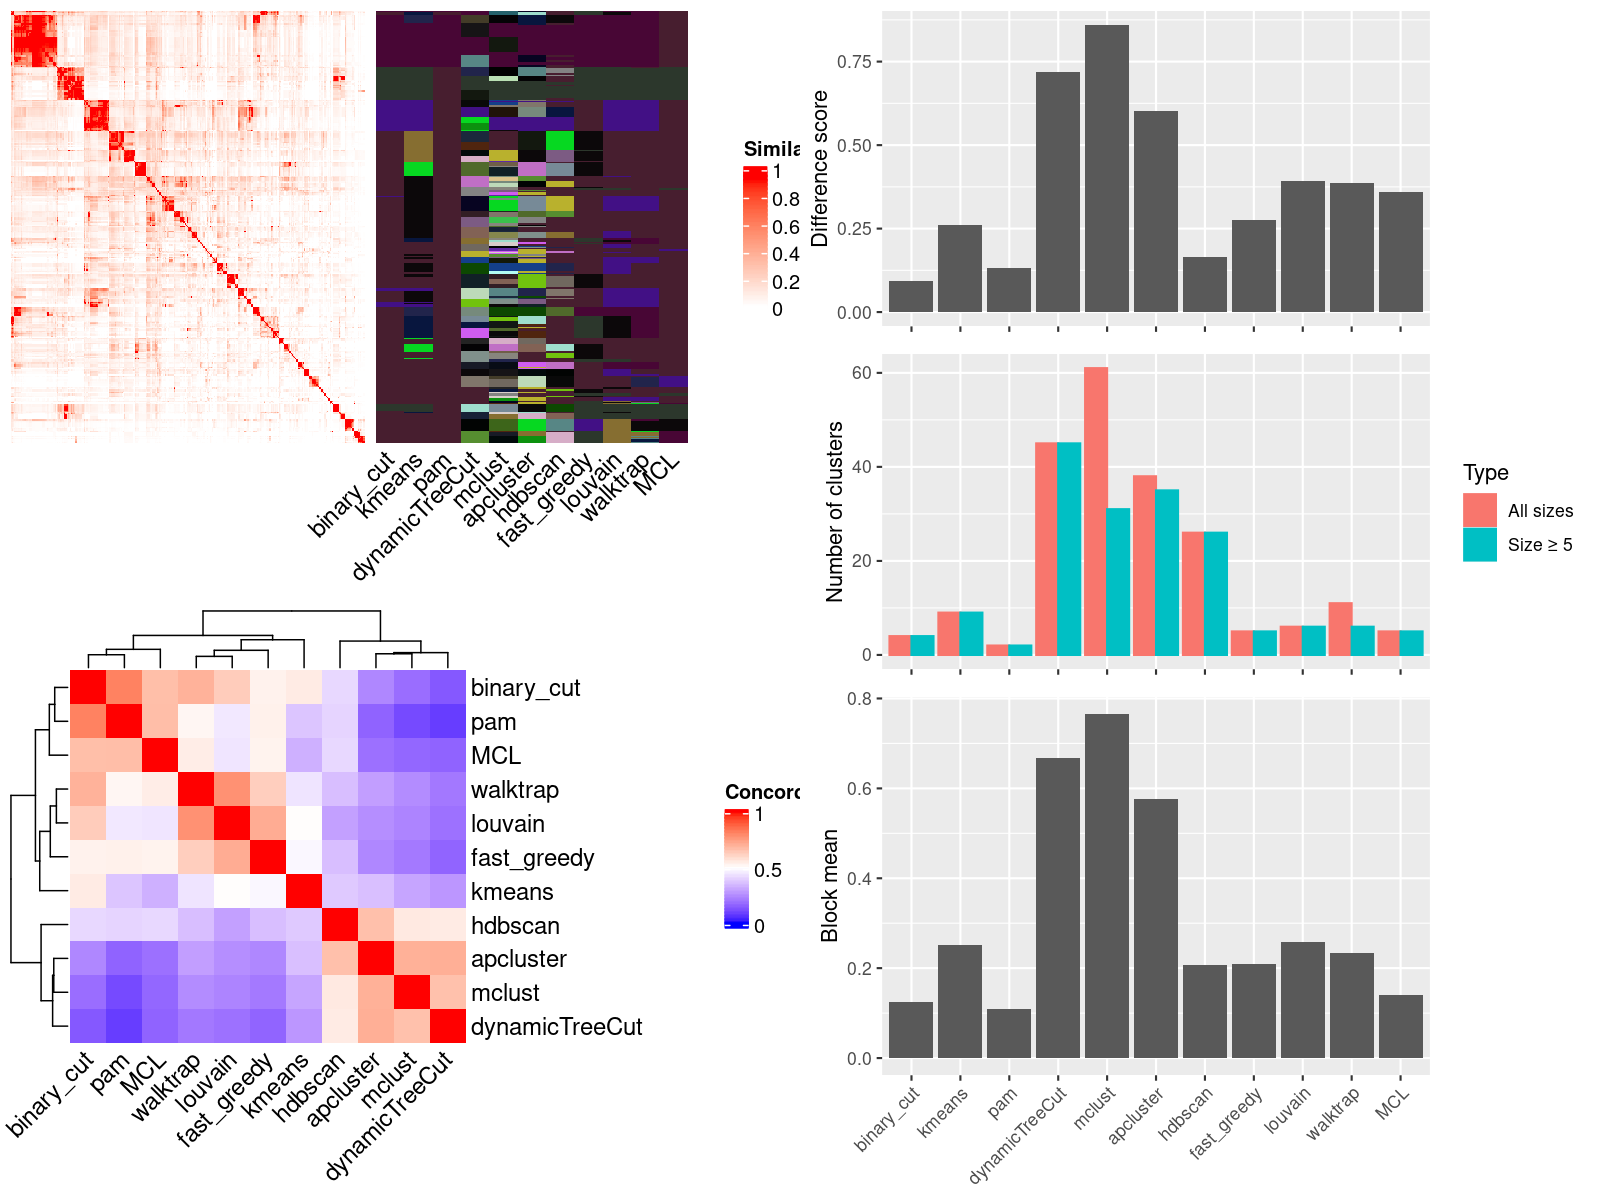 Simila
1
0.8
0.6
0.4
0.2
0
binary_cut
kmeans
pam
dynamicTreeCut
mclust
apcluster
hdbscan
fast_greedy
louvain
walktrap
MCL
binary_cut
pam
MCL
walktrap
louvain
fast_greedy
kmeans
hdbscan
apcluster
mclust
dynamicTreeCut
binary_cut
pam
MCL
walktrap
louvain
fast_greedy
kmeans
hdbscan
apcluster
mclust
dynamicTreeCut
Concord
1
0.5
0
Difference score
0.75
0.50
0.25
0.00
Number of clusters
60
40
20
0
Type
All sizes
Size ≥ 5
Block mean
0.8
0.6
0.4
0.2
0.0
binary_cut
kmeans
pam
dynamicTreeCut
mclust
apcluster
hdbscan
fast_greedy
louvain
walktrap
MCL